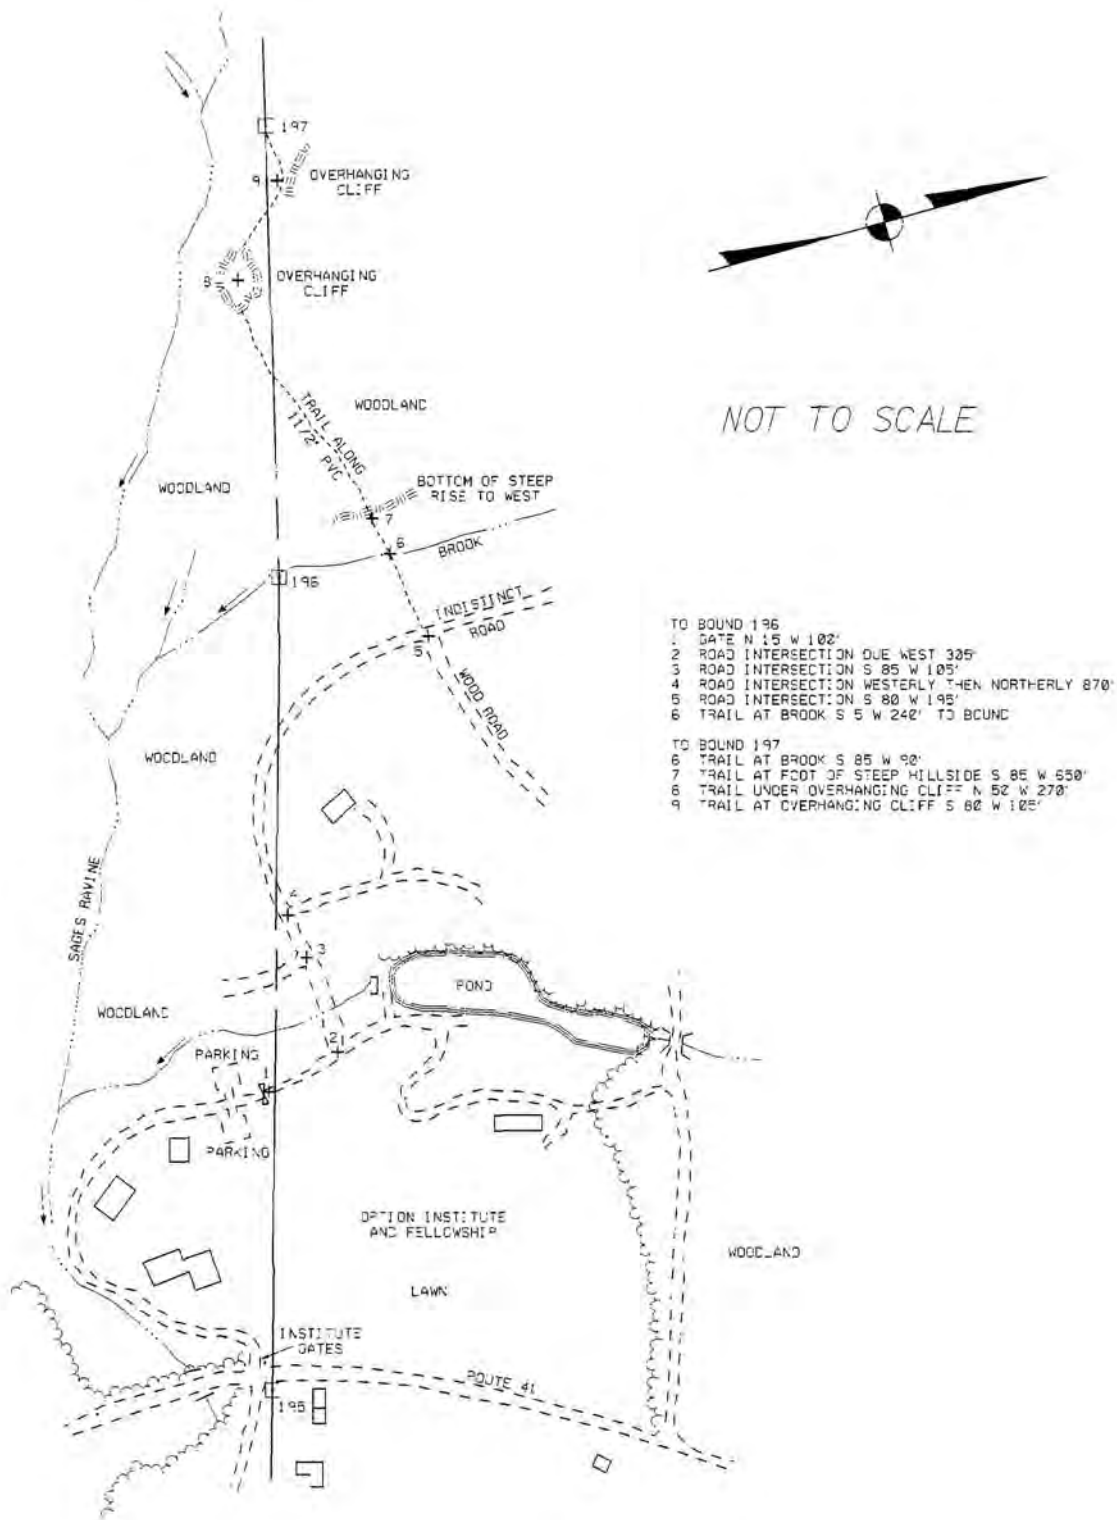 197
9
OVERHANGING
CLIFF
8
OVERHANGING
CLIFF
TRAIL ALONG
1 1/2" PVC
WOODLAND
NOT TO SCALE
WOODLAND
BOTTOM OF STEEP
RISE TO WEST
7
6
BROOK
196
INDISTINCT
ROAD
5
WOOD ROAD
TO BOUND 196
1 GATE N 15 W 100'
2 ROAD INTERSECTION DUE WEST 305'
3 ROAD INTERSECTION S 85 W 105'
4 ROAD INTERSECTION WESTERLY THEN NORTHERLY 870'
5 ROAD INTERSECTION S 80 W 195'
6 TRAIL AT BROOK S 5 W 240' TO BOUND
TO BOUND 197
6 TRAIL AT BROOK S 85 W 90'
7 TRAIL AT FOOT OF STEEP HILLSIDE S 85 W 650'
8 TRAIL UNDER OVERHANGING CLIFF N 52 W 270'
9 TRAIL AT OVERHANGING CLIFF S 80 W 105'
WOODLAND
SAGES RAVINE
4
3
POND
WOODLAND
2
PARKING
1
PARKING
OPTION INSTITUTE
AND FELLOWSHIP
WOODLAND
LAWN
INSTITUTE
GATES
ROUTE 41
195